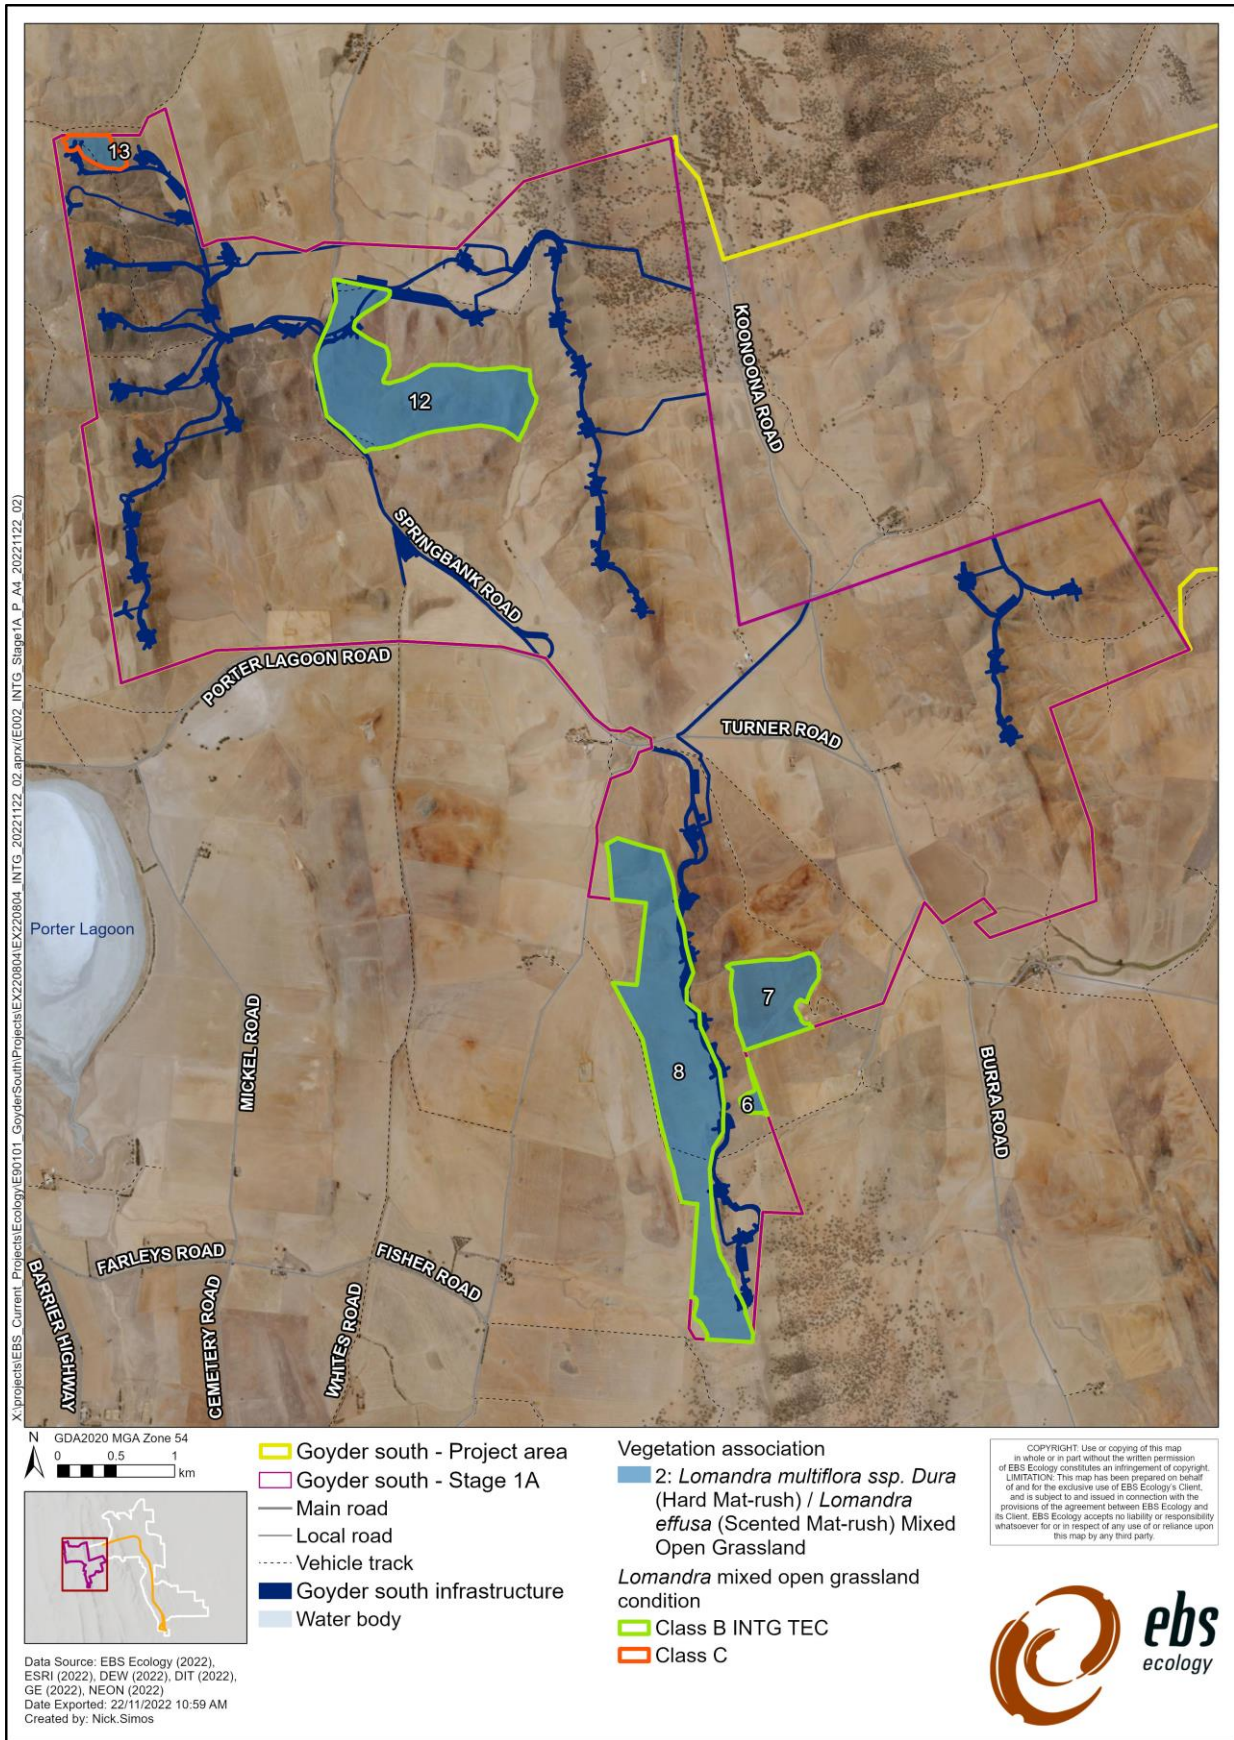 13
KOONOONA ROAD
12
SPRINGBANK ROAD
PORTER LAGOON ROAD
TURNER ROAD
Porter Lagoon
7
MICKEL ROAD
8
6
BURRA ROAD
FARLEYS ROAD
FISHER ROAD
BARRIER HIGHWAY
CEMETERY ROAD
WHITES ROAD
X:\projects\EBS_Current_Projects\Ecology\E90101_GoyderSouth\Projects\EX220804\EX220804_INTG_20221122_02.aprx/(E002_INTG_Stage1A_P_A4_20221122_02)
N
GDA2020 MGA Zone 54
0 0.5 1
km
Data Source: EBS Ecology (2022),
ESRI (2022), DEW (2022), DIT (2022),
GE (2022), NEON (2022)
Date Exported: 22/11/2022 10:59 AM
Created by: Nick.Simos
Goyder south - Project area
Goyder south - Stage 1A
Main road
Local road
Vehicle track
Goyder south infrastructure
Water body
Vegetation association
2: Lomandra multiflora ssp. Dura
(Hard Mat-rush) / Lomandra
effusa (Scented Mat-rush) Mixed
Open Grassland
Lomandra mixed open grassland
condition
Class B INTG TEC
Class C
COPYRIGHT: Use or copying of this map
in whole or in part without the written permission
of EBS Ecology constitutes an infringement of copyright.
LIMITATION: This map has been prepared on behalf
of and for the exclusive use of EBS Ecology's Client,
and is subject to and issued in connection with the
provisions of the agreement between EBS Ecology and
its Client. EBS Ecology accepts no liability or responsibility
whatsoever for or in respect of any use of or reliance upon
this map by any third party.
ebs
ecology